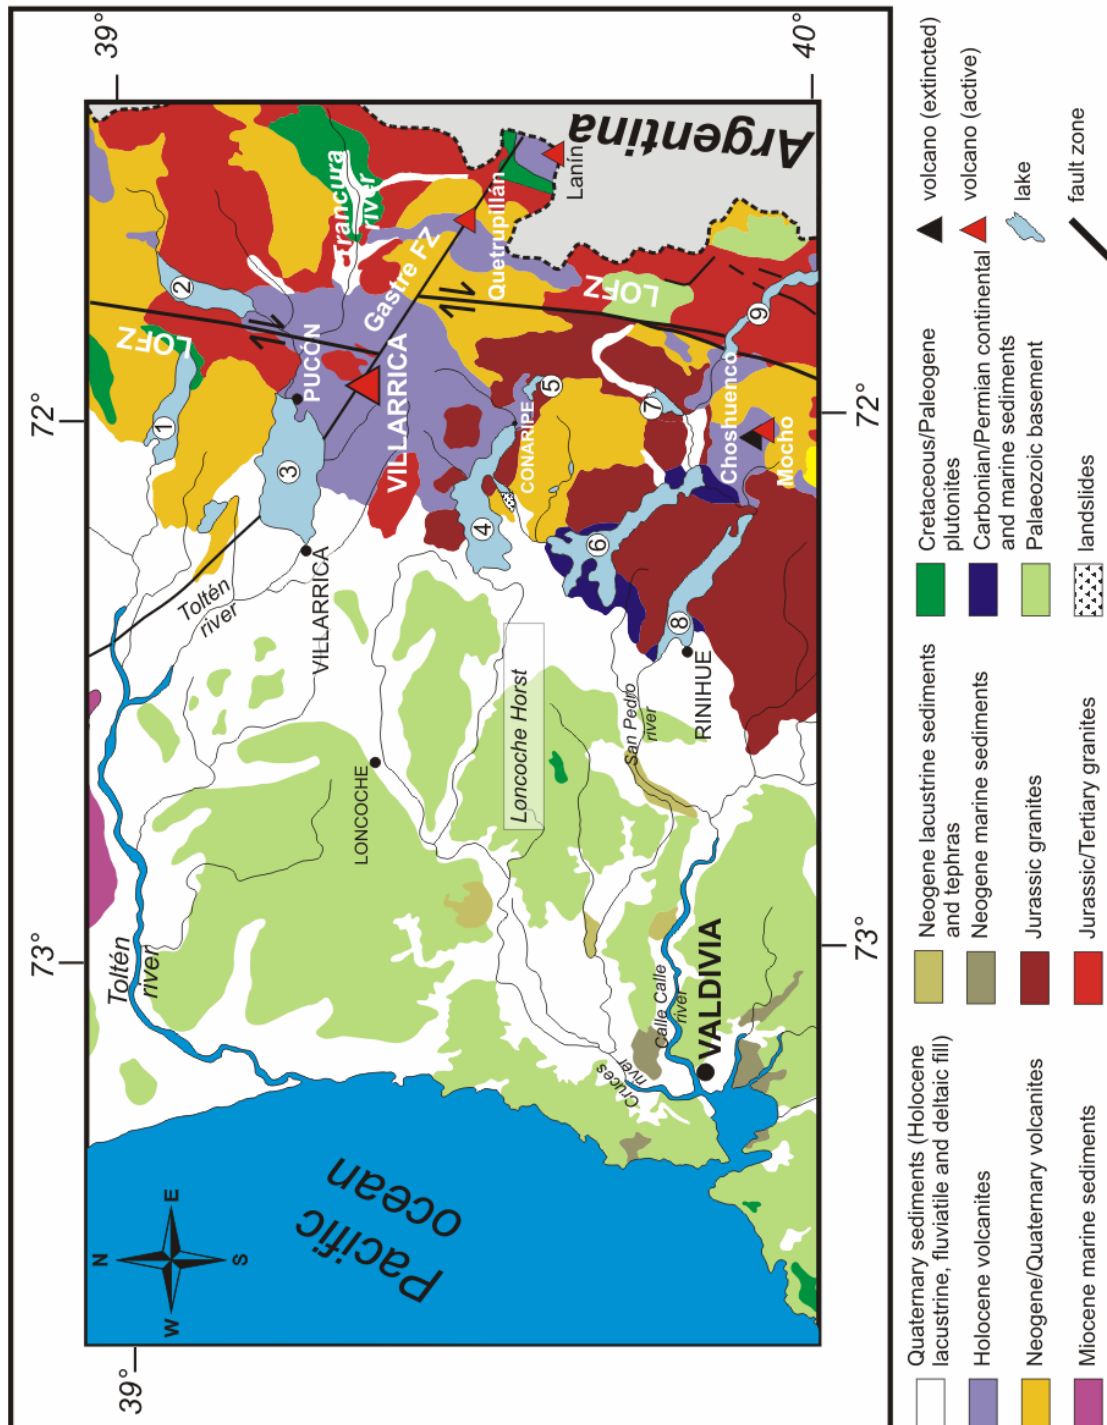 39°
40°
72°
73°
39°
72°
73°
N
E
S
W
Pacific
ocean
Argentina
Toltén
river
Toltén
river
Trancura
river
LOFZ
LOFZ
Gastre FZ
Quetrupillán
Lanín
PUCÓN
VILLARRICA
VILLARRICA
CONARIPE
LONCOCHE
Loncoche Horst
Choshuenco
Mocho
San Pedro
river
RINIHUE
Calle Calle
river
Cruces
river
VALDIVIA
1
2
3
4
5
6
7
8
9
Quaternary sediments (Holocene
lacustrine, fluviatile and deltaic fill)
Holocene volcanites
Neogene/Quaternary volcanites
Miocene marine sediments
Neogene lacustrine sediments
and tephras
Neogene marine sediments
Jurassic granites
Jurassic/Tertiary granites
Cretaceous/Paleogene
plutonites
Carbonian/Permian continental
and marine sediments
Palaeozoic basement
landslides
volcano (extincted)
volcano (active)
lake
fault zone